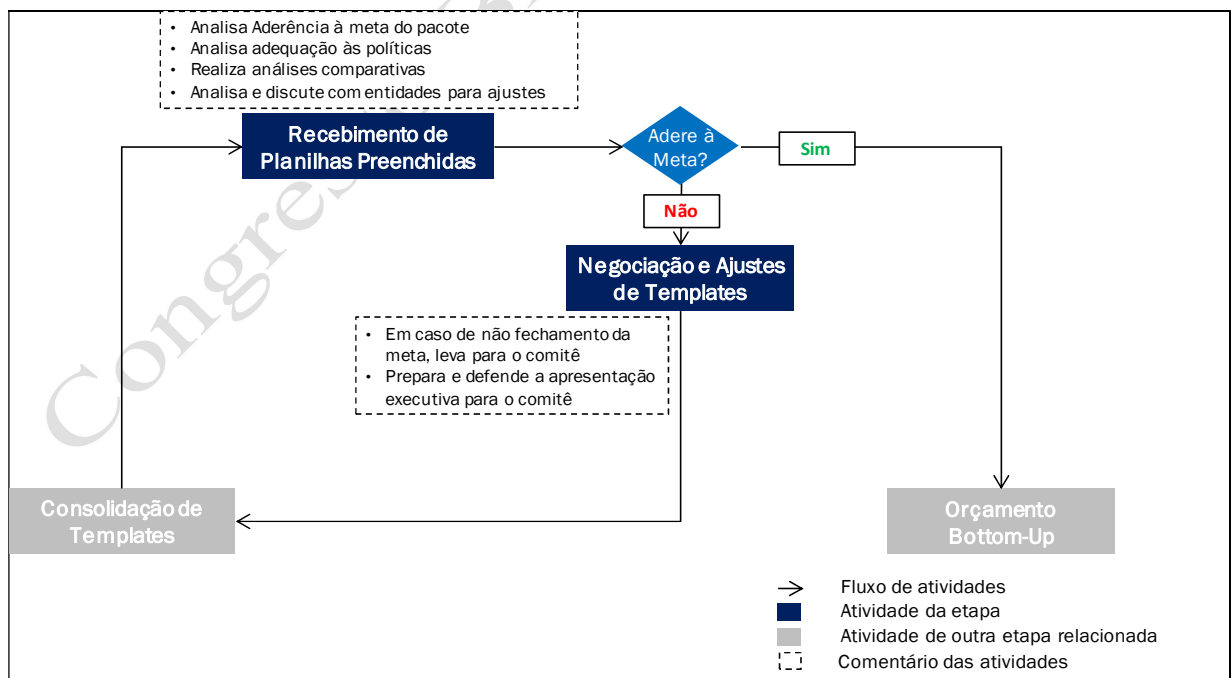 • Analisa Aderência à meta do pacote
• Analisa adequação às políticas
• Realiza análises comparativas
• Analisa e discute com entidades para ajustes
Recebimento de
Planilhas Preenchidas
Adere à
Meta?
Sim
Não
Negociação e Ajustes
de Templates
• Em caso de não fechamento da
meta, leva para o comitê
• Prepara e defende a apresentação
executiva para o comitê
Consolidação de
Templates
Orçamento
Bottom-Up
Fluxo de atividades
Atividade da etapa
Atividade de outra etapa relacionada
Comentário das atividades